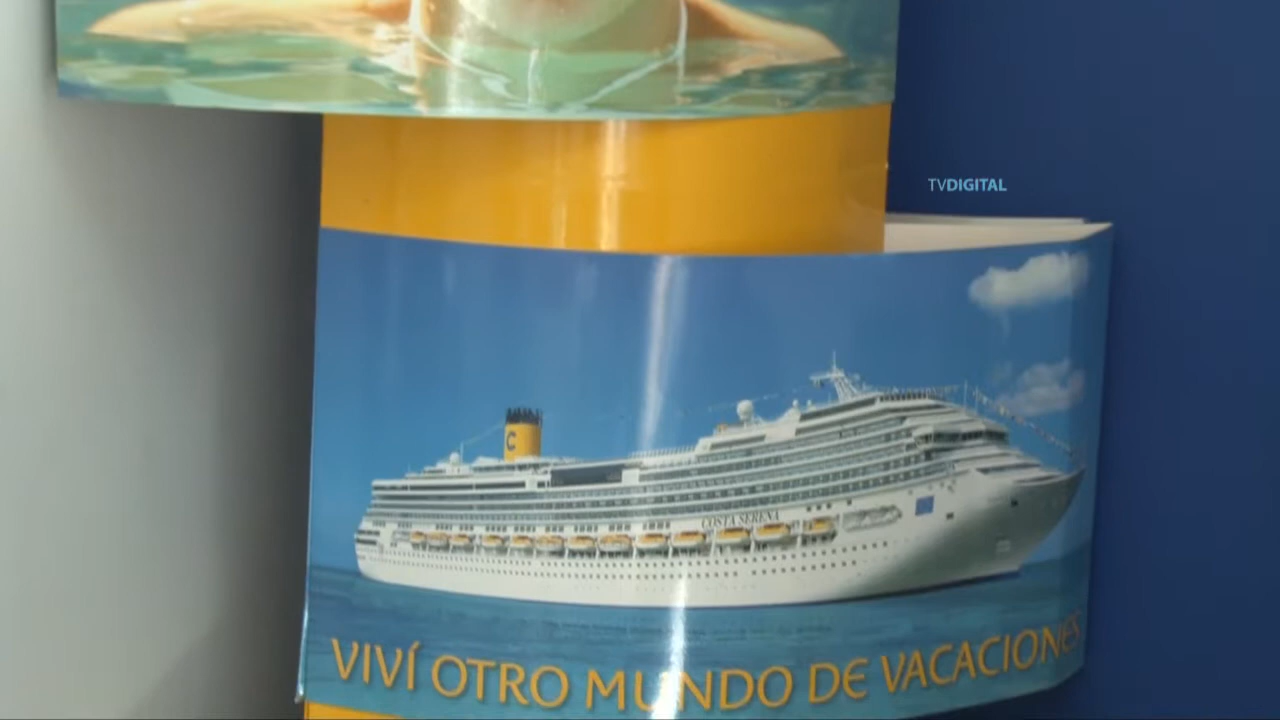 TVDIGITAL
C
COSTA SERENA
VIVÍ OTRO MUNDO DE VACACIONES